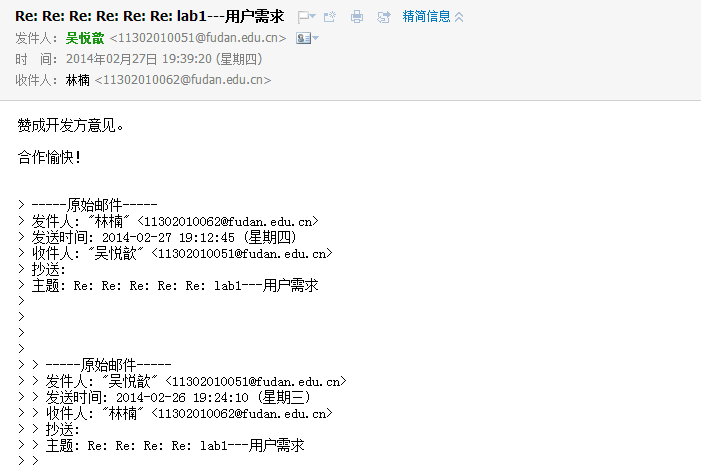 Re: Re: Re: Re: Re: Re: lab1---用户需求 精简信息
发件人：吴悦歆 <11302010051@fudan.edu.cn>
时 间：2014年02月27日 19:39:20 (星期四)
收件人：林楠 <11302010062@fudan.edu.cn>
赞成开发方意见。
合作愉快！
> -----原始邮件-----
> 发件人: "林楠" <11302010062@fudan.edu.cn>
> 发送时间: 2014-02-27 19:12:45 (星期四)
> 收件人: "吴悦歆" <11302010051@fudan.edu.cn>
> 抄送:
> 主题: Re: Re: Re: Re: Re: lab1---用户需求
>
>
>
>
> > -----原始邮件-----
> > 发件人: "吴悦歆" <11302010051@fudan.edu.cn>
> > 发送时间: 2014-02-26 19:24:10 (星期三)
> > 收件人: "林楠" <11302010062@fudan.edu.cn>
> > 抄送:
> > 主题: Re: Re: Re: Re: lab1---用户需求
> >